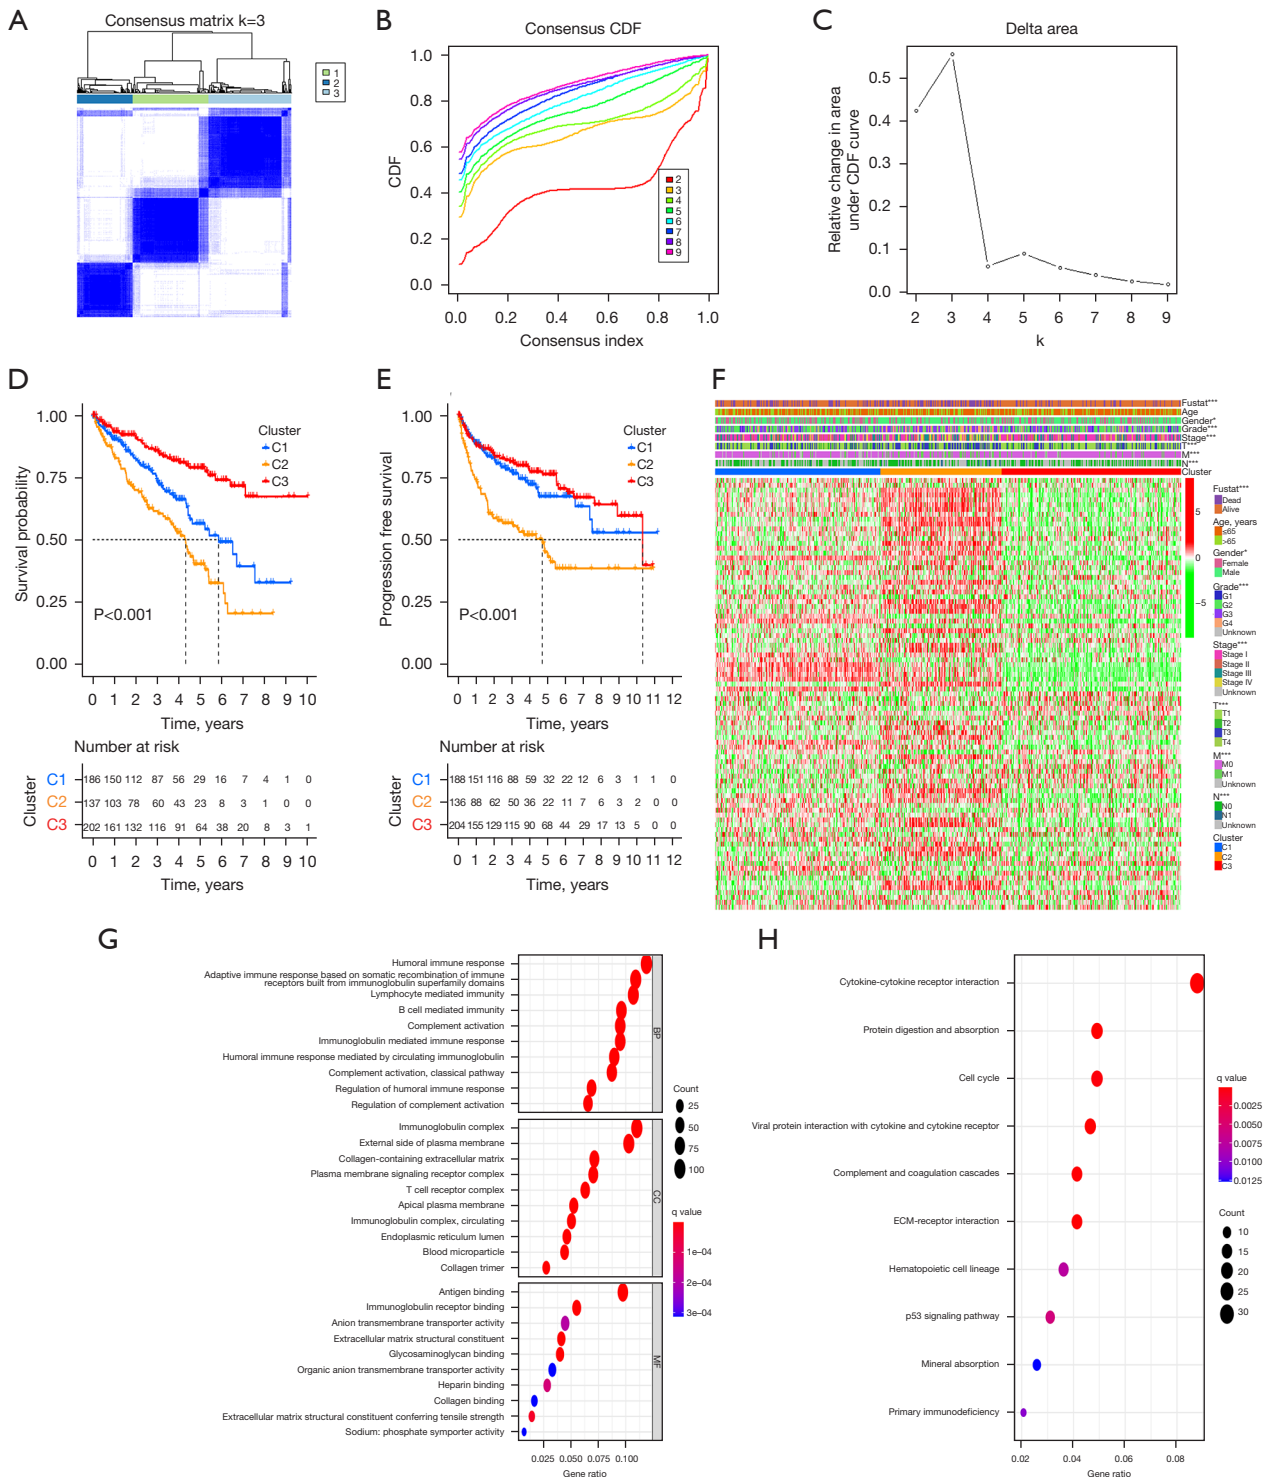 A
Consensus matrix k=3
1
2
3
B
Consensus CDF
CDF
1.0
0.8
0.6
0.4
0.2
0.0
2
3
4
5
6
7
8
9
0.0 0.2 0.4 0.6 0.8 1.0
Consensus index
C
Delta area
Relative change in area
under CDF curve
0.5
0.4
0.3
0.2
0.1
0.0
2 3 4 5 6 7 8 9
k
D
Survival probability
1.00
0.75
0.50
0.25
0.00
Cluster
C1
C2
C3
P<0.001
0 1 2 3 4 5 6 7 8 9 10
Time, years
Number at risk
Cluster
C1 186 150 112 87 56 29 16 7 4 1 0
C2 137 103 78 60 43 23 8 3 1 0 0
C3 202 161 132 116 91 64 38 20 8 3 1
0 1 2 3 4 5 6 7 8 9 10
Time, years
E
Progression free survival
1.00
0.75
0.50
0.25
0.00
Cluster
C1
C2
C3
P<0.001
0 1 2 3 4 5 6 7 8 9 10 11 12
Time, years
Number at risk
Cluster
C1 188 151 116 88 59 32 22 12 6 3 1 1 0
C2 136 88 62 50 36 22 11 7 6 3 2 0 0
C3 204 155 129 115 90 68 44 29 17 13 5 0 0
0 1 2 3 4 5 6 7 8 9 10 11 12
Time, years
F
Fustat***
Age
Gender*
Grade***
Stage***
T***
M***
N***
Cluster
5
0
−5
Fustat***
Dead
Alive
Age, years
≤65
>65
Gender*
Female
Male
Grade***
G1
G2
G3
G4
Unknown
Stage***
Stage I
Stage II
Stage III
Stage IV
Unknown
T***
T1
T2
T3
T4
M***
M0
M1
Unknown
N***
N0
N1
Unknown
Cluster
C1
C2
C3
G
Humoral immune response
Adaptive immune response based on somatic recombination of immune
receptors built from immunoglobulin superfamily domains
Lymphocyte mediated immunity
B cell mediated immunity
Complement activation
Immunoglobulin mediated immune response
Humoral immune response mediated by circulating immunoglobulin
Complement activation, classical pathway
Regulation of humoral immune response
Regulation of complement activation
BP
Immunoglobulin complex
External side of plasma membrane
Collagen-containing extracellular matrix
Plasma membrane signaling receptor complex
T cell receptor complex
Apical plasma membrane
Immunoglobulin complex, circulating
Endoplasmic reticulum lumen
Blood microparticle
Collagen trimer
CC
Antigen binding
Immunoglobulin receptor binding
Anion transmembrane transporter activity
Extracellular matrix structural constituent
Glycosaminoglycan binding
Organic anion transmembrane transporter activity
Heparin binding
Collagen binding
Extracellular matrix structural constituent conferring tensile strength
Sodium: phosphate symporter activity
MF
0.025 0.050 0.075 0.100
Gene ratio
Count
25
50
75
100
q value
1e−04
2e−04
3e−04
H
Cytokine-cytokine receptor interaction
Protein digestion and absorption
Cell cycle
Viral protein interaction with cytokine and cytokine receptor
Complement and coagulation cascades
ECM-receptor interaction
Hematopoietic cell lineage
p53 signaling pathway
Mineral absorption
Primary immunodeficiency
0.02 0.04 0.06 0.08
Gene ratio
q value
0.0025
0.0050
0.0075
0.0100
0.0125
Count
10
15
20
25
30